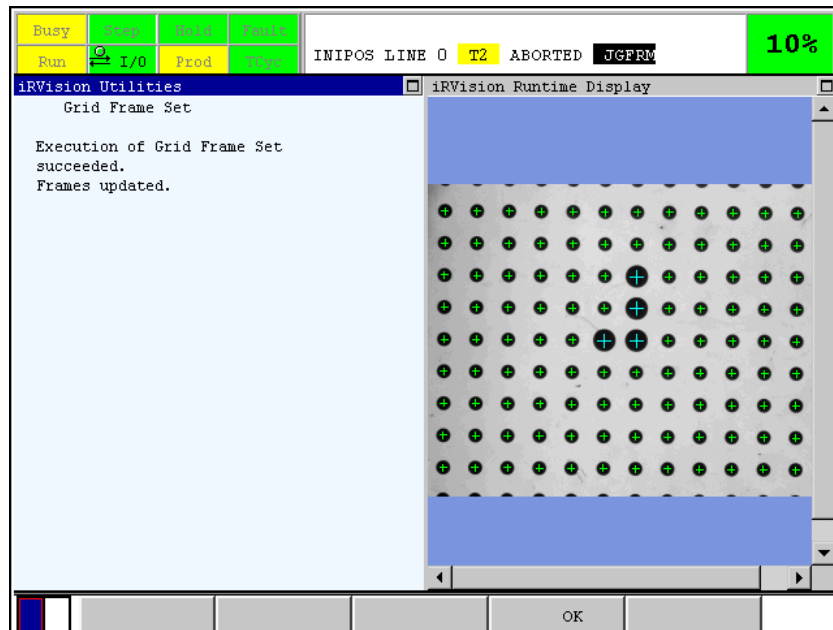 Busy Step Hold Fault
Run I/O Prod TCyc
INIPOS LINE 0 T2 ABORTED JGFRM
10%
iRVision Utilities
Grid Frame Set
Execution of Grid Frame Set
succeeded.
Frames updated.
iRVision Runtime Display
OK